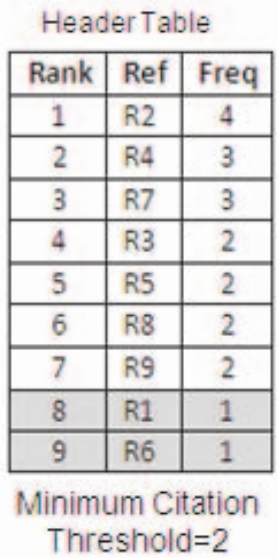 Header Table
Rank Ref Freq
1 R2 4
2 R4 3
3 R7 3
4 R3 2
5 R5 2
6 R8 2
7 R9 2
8 R1 1
9 R6 1
Minimum Citation
Threshold=2